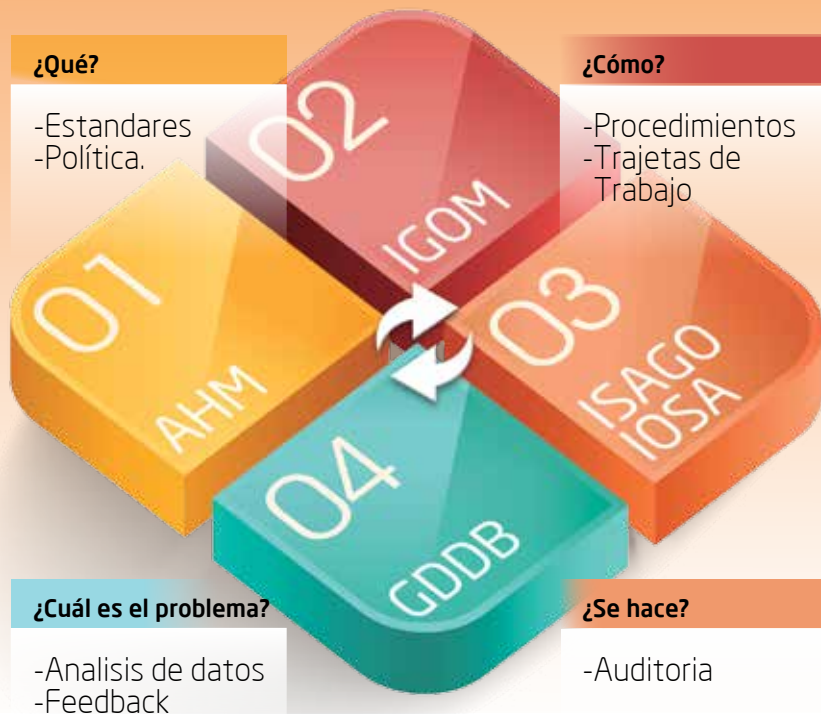 ¿Qué?
-Estandares
-Política.
02
IGOM
¿Cómo?
-Procedimientos
-Trajetas de
Trabajo
01
AHM
03
ISAGO
IOSA
04
GDDB
¿Cuál es el problema?
-Analisis de datos
-Feedback
¿Se hace?
-Auditoria